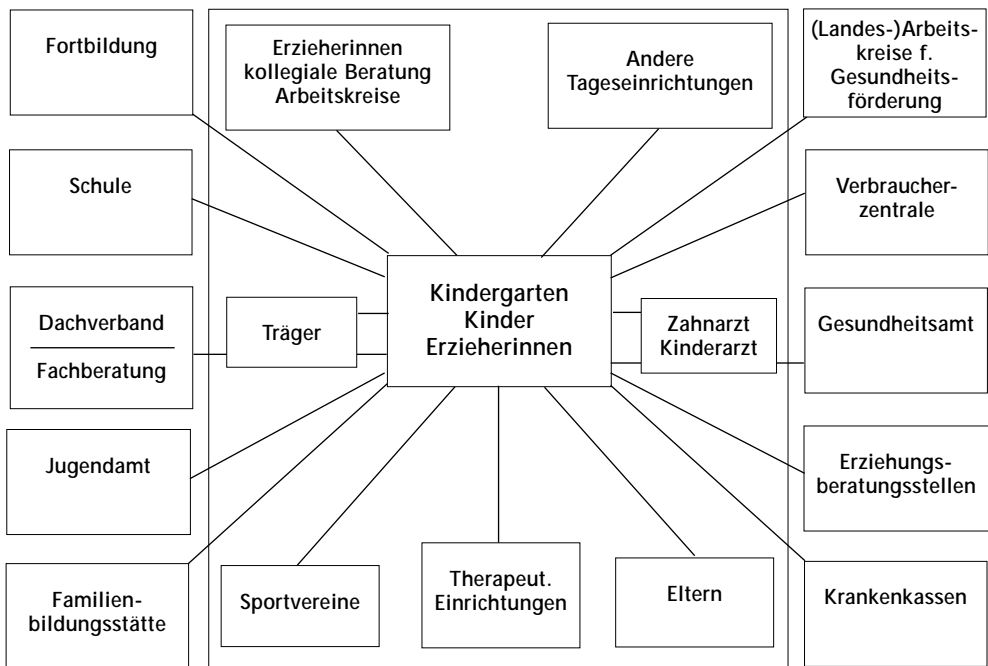 Fortbildung
Erzieherinnen
kollegiale Beratung
Arbeitskreise
Andere
Tageseinrichtungen
(Landes-)Arbeits-
kreise f.
Gesundheits-
förderung
Schule
Verbraucher-
zentrale
Dachverband
Fachberatung
Träger
Kindergarten
Kinder
Erzieherinnen
Zahnarzt
Kinderarzt
Gesundheitsamt
Jugendamt
Erziehungs-
beratungsstellen
Familien-
bildungsstätte
Sportvereine
Therapeut.
Einrichtungen
Eltern
Krankenkassen